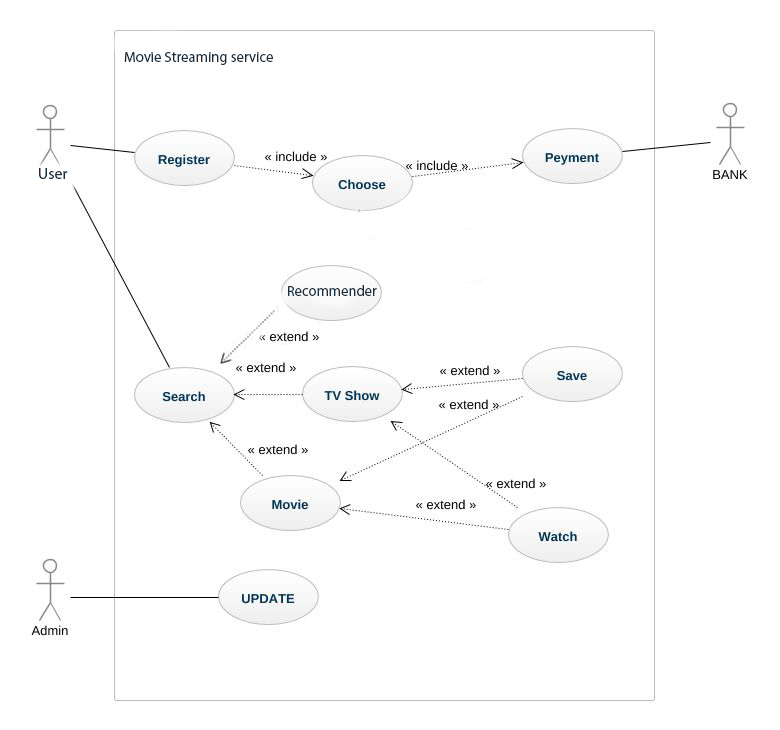 Movie Streaming service
User
Register
« include »
Choose
« include »
Peyment
BANK
Recommender
« extend »
« extend »
Search
TV Show
« extend »
Save
« extend »
« extend »
Movie
« extend »
« extend »
Watch
Admin
UPDATE